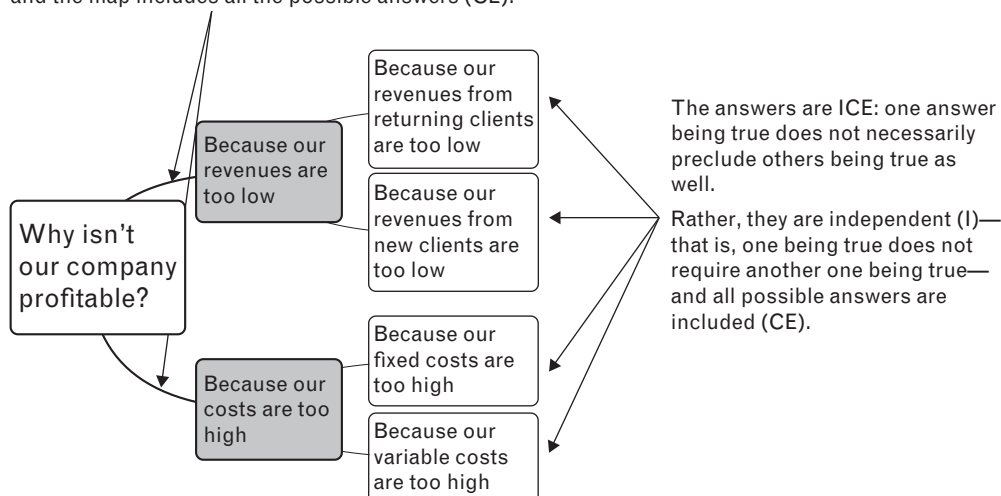 and the map includes all the possible answers (CE).
Because our
revenues from
returning clients
are too low
Because our
revenues are
too low
Because our
revenues from
new clients are
too low
Why isn't
our company
profitable?
Because our
fixed costs are
too high
Because our
costs are too
high
Because our
variable costs
are too high
The answers are ICE: one answer
being true does not necessarily
preclude others being true as
well.
Rather, they are independent (I)—
that is, one being true does not
require another one being true—
and all possible answers are
included (CE).